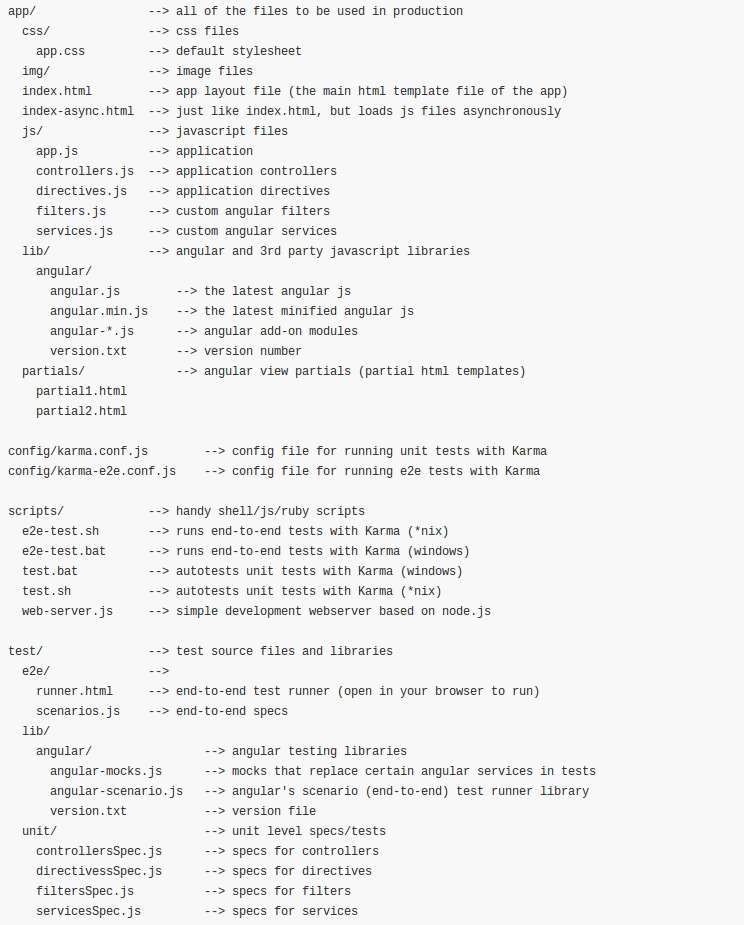 app/                --> all of the files to be used in production
  css/              --> css files
    app.css         --> default stylesheet
  img/              --> image files
  index.html        --> app layout file (the main html template file of the app)
  index-async.html  --> just like index.html, but loads js files asynchronously
  js/               --> javascript files
    app.js          --> application
    controllers.js  --> application controllers
    directives.js   --> application directives
    filters.js      --> custom angular filters
    services.js     --> custom angular services
  lib/              --> angular and 3rd party javascript libraries
    angular/
      angular.js        --> the latest angular js
      angular.min.js    --> the latest minified angular js
      angular-*.js      --> angular add-on modules
      version.txt       --> version number
  partials/             --> angular view partials (partial html templates)
    partial1.html
    partial2.html

config/karma.conf.js        --> config file for running unit tests with Karma
config/karma-e2e.conf.js    --> config file for running e2e tests with Karma

scripts/            --> handy shell/js/ruby scripts
  e2e-test.sh       --> runs end-to-end tests with Karma (*nix)
  e2e-test.bat      --> runs end-to-end tests with Karma (windows)
  test.bat          --> autotests unit tests with Karma (windows)
  test.sh           --> autotests unit tests with Karma (*nix)
  web-server.js     --> simple development webserver based on node.js

test/               --> test source files and libraries
  e2e/              -->
    runner.html     --> end-to-end test runner (open in your browser to run)
    scenarios.js    --> end-to-end specs
  lib/
    angular/                --> angular testing libraries
      angular-mocks.js      --> mocks that replace certain angular services in tests
      angular-scenario.js   --> angular's scenario (end-to-end) test runner library
      version.txt           --> version file
  unit/                     --> unit level specs/tests
    controllersSpec.js      --> specs for controllers
    directivessSpec.js      --> specs for directives
    filtersSpec.js          --> specs for filters
    servicesSpec.js         --> specs for services